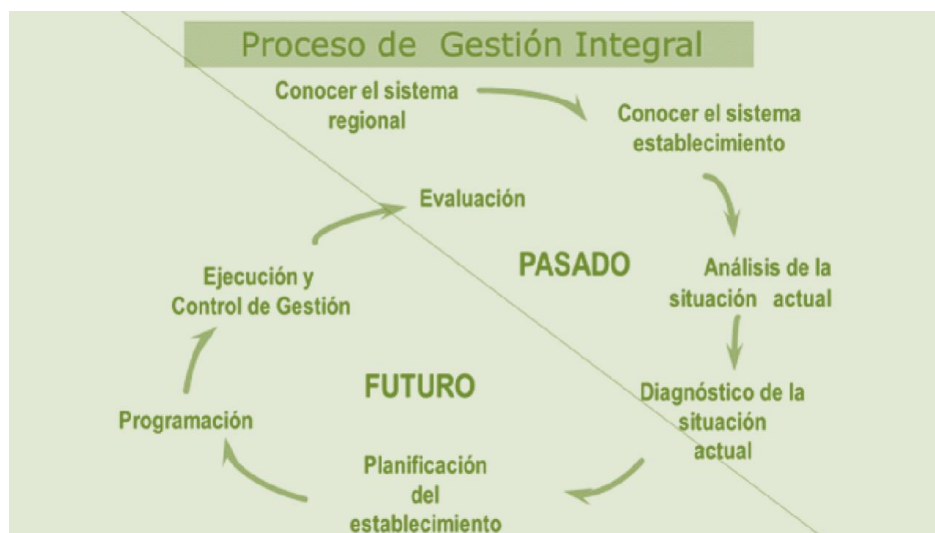 Proceso de Gestión Integral
Conocer el sistema
regional
Conocer el sistema
establecimiento
Evaluación
PASADO
Análisis de la
situación actual
Ejecución y
Control de Gestión
FUTURO
Diagnóstico de la
situación
actual
Programación
Planificación
del
establecimiento